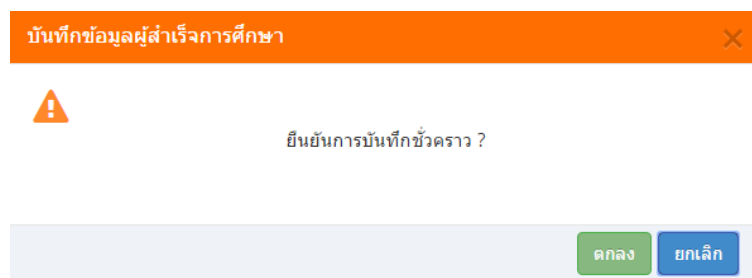 บันทึกข้อมูลผู้สำเร็จการศึกษา
ยืนยันการบันทึกชั่วคราว ?
ตกลง ยกเลิก